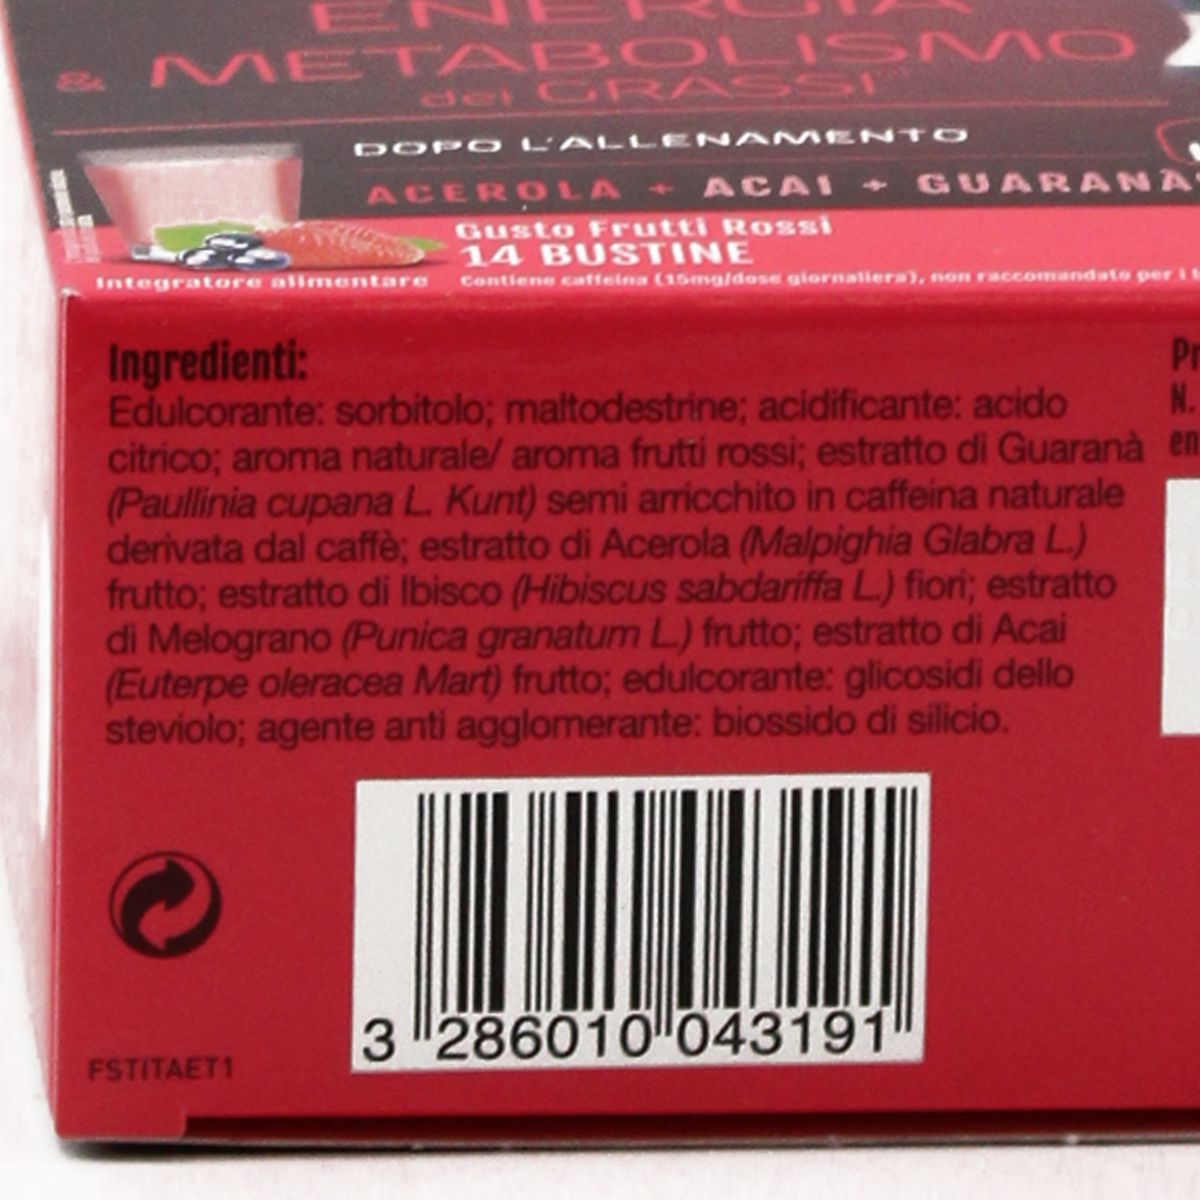 ENERGIA
& METABOLISMO
dei GRASSI
DOPO L'ALLENAMENTO
ACEROLA + ACAI + GUARANÀ
Gusto Frutti Rossi
14 BUSTINE
Integratore alimentare
Contiene caffeina (15mg/dose giornaliera), non raccomandato per i
Ingredienti:
Edulcorante: sorbitolo; maltodestrine; acidificante: acido
citrico; aroma naturale/ aroma frutti rossi; estratto di Guaranà
(Paullinia cupana L. Kunt) semi arricchito in caffeina naturale
derivata dal caffè; estratto di Acerola (Malpighia Glabra L.)
frutto; estratto di Ibisco (Hibiscus sabdariffa L.) fiori; estratto
di Melograno (Punica granatum L.) frutto; estratto di Acai
(Euterpe oleracea Mart) frutto; edulcorante: glicosidi dello
steviolo; agente anti agglomerante: biossido di silicio.
Pr
N.
en
3 286010 043191
FSTITAET1